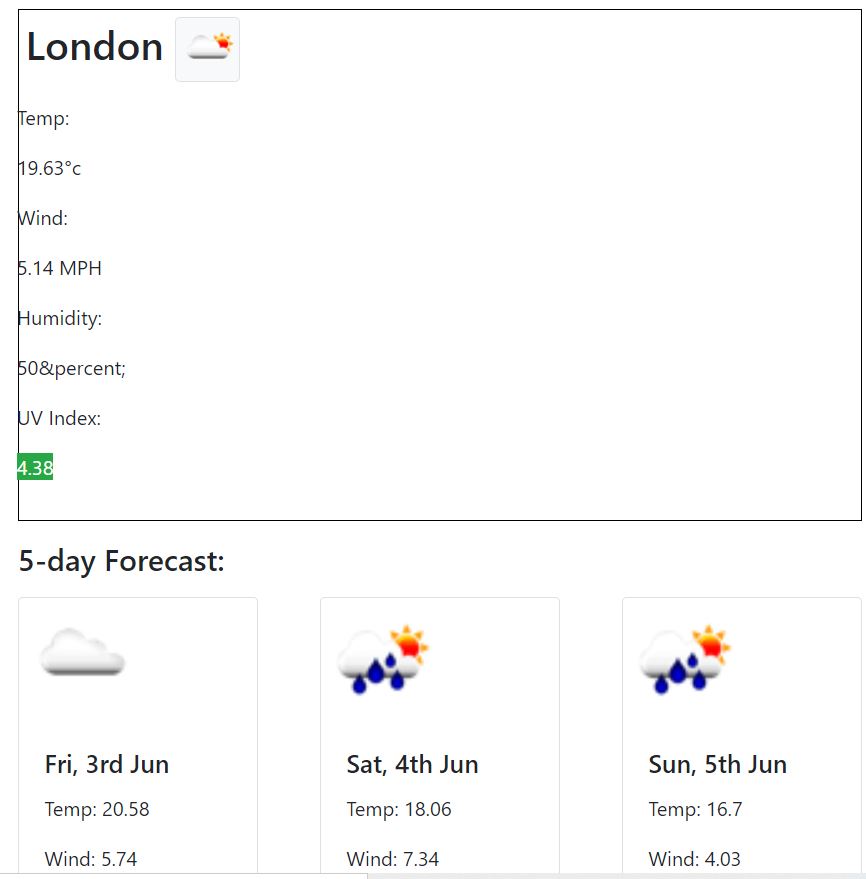 London
Temp:
19.63°c
Wind:
5.14 MPH
Humidity:
50&percent;
UV Index:
4.38
5-day Forecast:
Fri, 3rd Jun
Temp: 20.58
Wind: 5.74
Sat, 4th Jun
Temp: 18.06
Wind: 7.34
Sun, 5th Jun
Temp: 16.7
Wind: 4.03